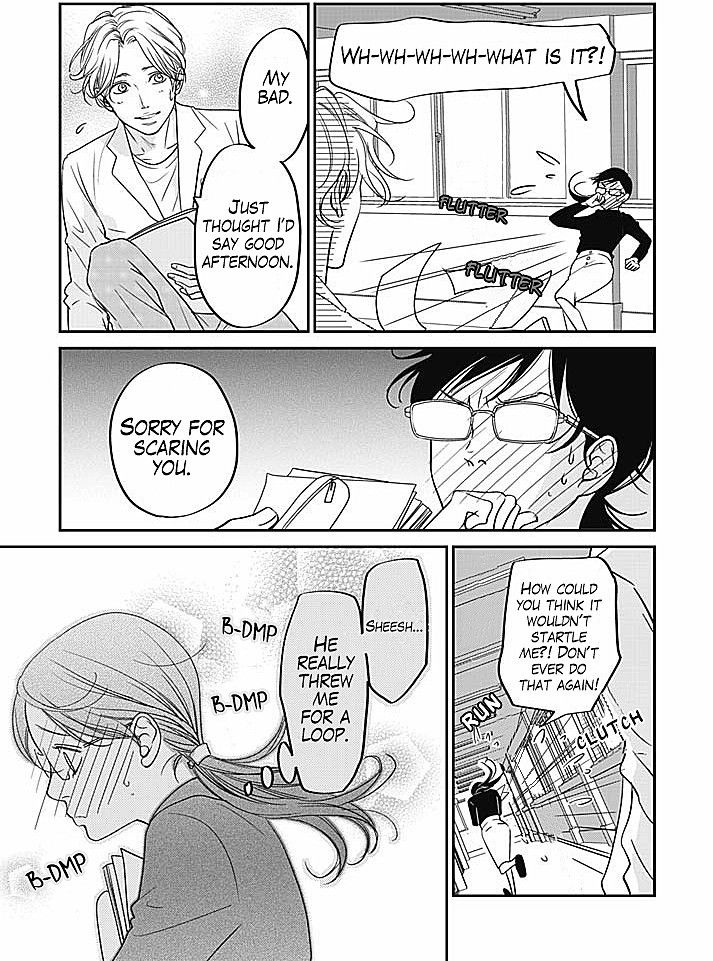 WH-WH-WH-WH-WHAT IS IT?!
FLUTTER
FLUTTER
MY
BAD.
JUST
THOUGHT I'D
SAY GOOD
AFTERNOON.
SORRY FOR
SCARING
YOU.
HOW COULD
YOU THINK IT
WOULDN'T
STARTLE
ME?! DON'T
EVER DO
THAT AGAIN!
RUN
CLUTCH
SHEESH...
HE
REALLY
THREW
ME
FOR A
LOOP.
B-DMP
B-DMP
B-DMP